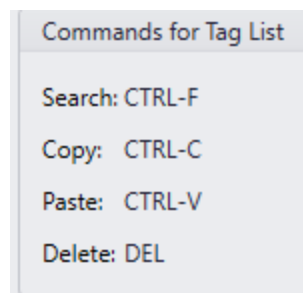 Commands for Tag List
Search: CTRL-F
Copy: CTRL-C
Paste: CTRL-V
Delete: DEL